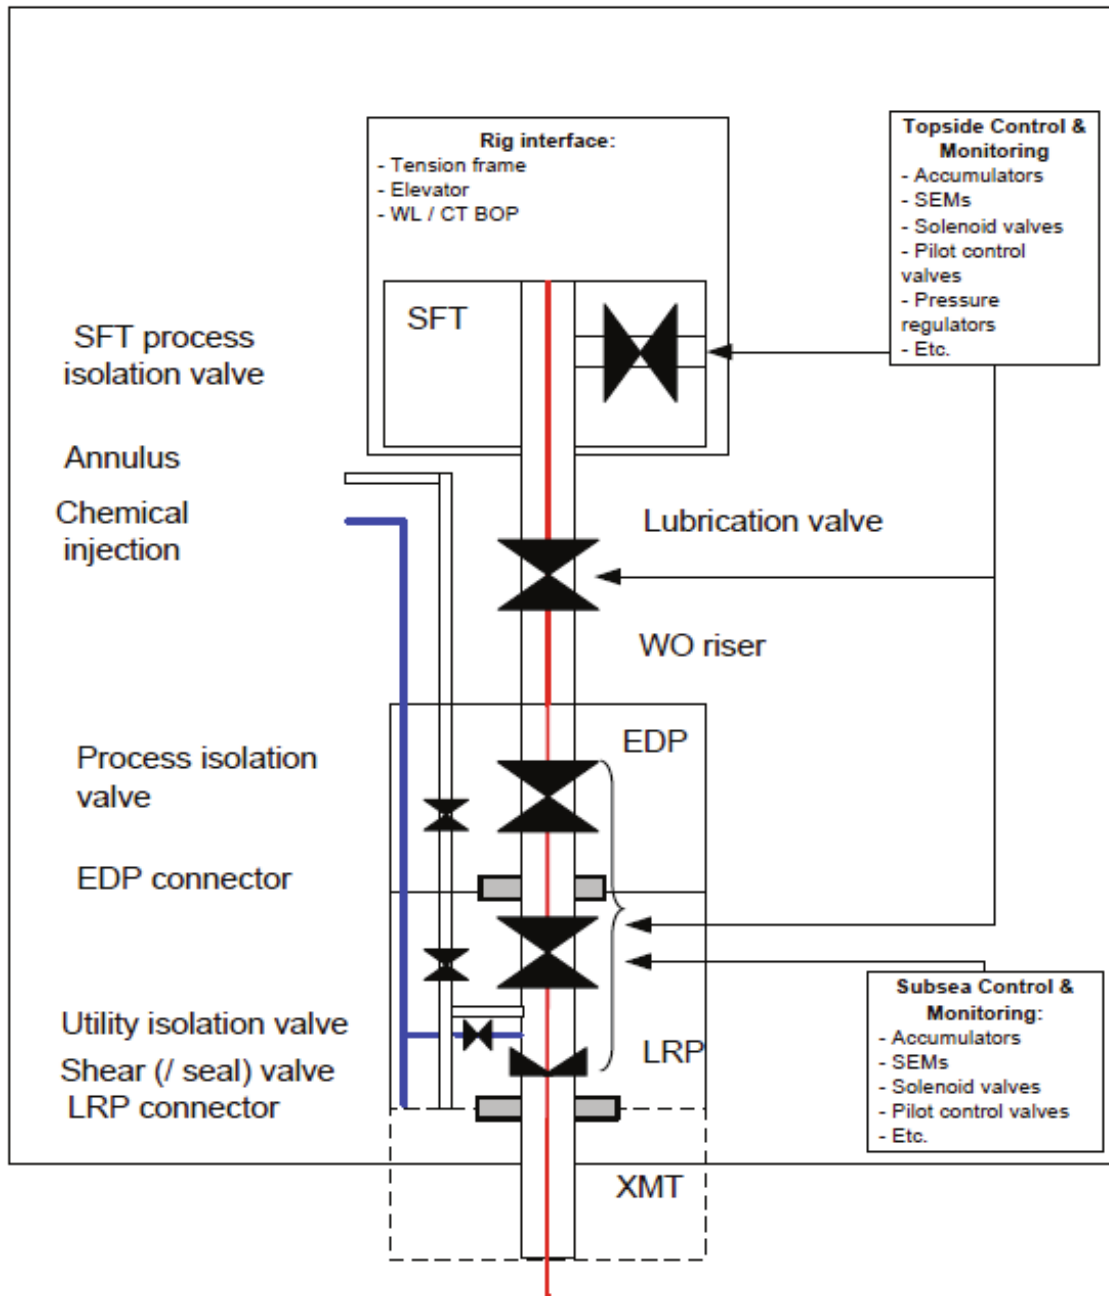 Rig interface:
- Tension frame
- Elevator
- WL / CT BOP
Topside Control &
Monitoring
- Accumulators
- SEMs
- Solenoid valves
- Pilot control
valves
- Pressure
regulators
- Etc.
SFT
SFT process
isolation valve
Annulus
Chemical
injection
Lubrication valve
WO riser
EDP
Process isolation
valve
EDP connector
Utility isolation valve
Shear (/ seal) valve
LRP connector
LRP
Subsea Control &
Monitoring:
- Accumulators
- SEMs
- Solenoid valves
- Pilot control valves
- Etc.
XMT